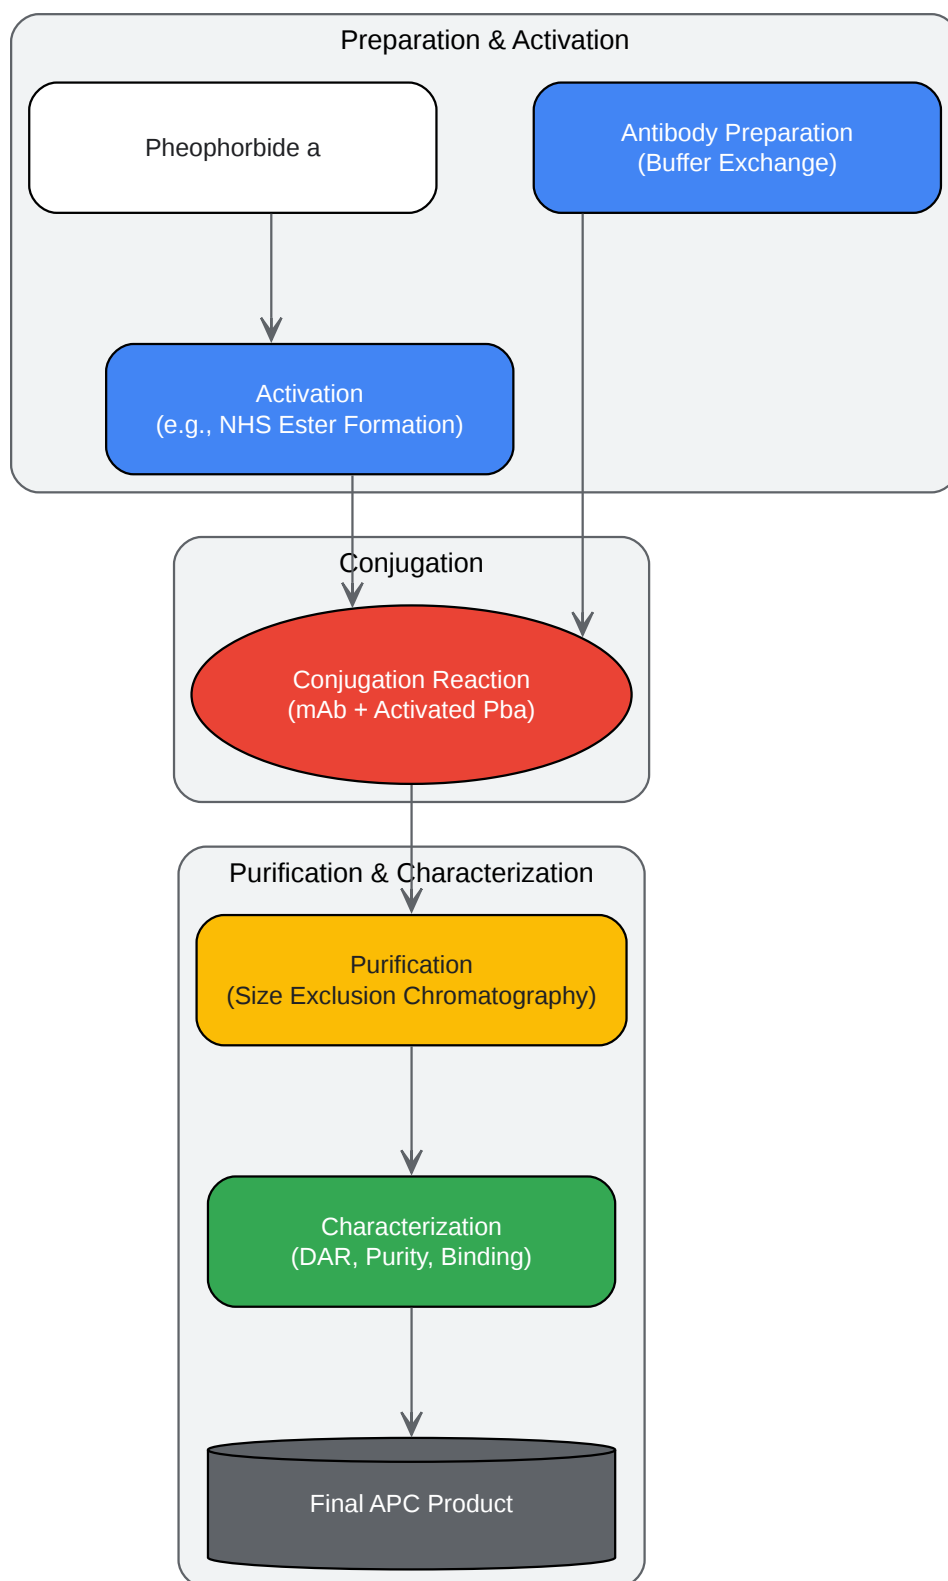 Preparation & Activation
Pheophorbide a
Antibody Preparation
(Buffer Exchange)
Activation
(e.g., NHS Ester Formation)
Conjugation
Conjugation Reaction
(mAb + Activated Pba)
Purification & Characterization
Purification
(Size Exclusion Chromatography)
Characterization
(DAR, Purity, Binding)
Final APC Product